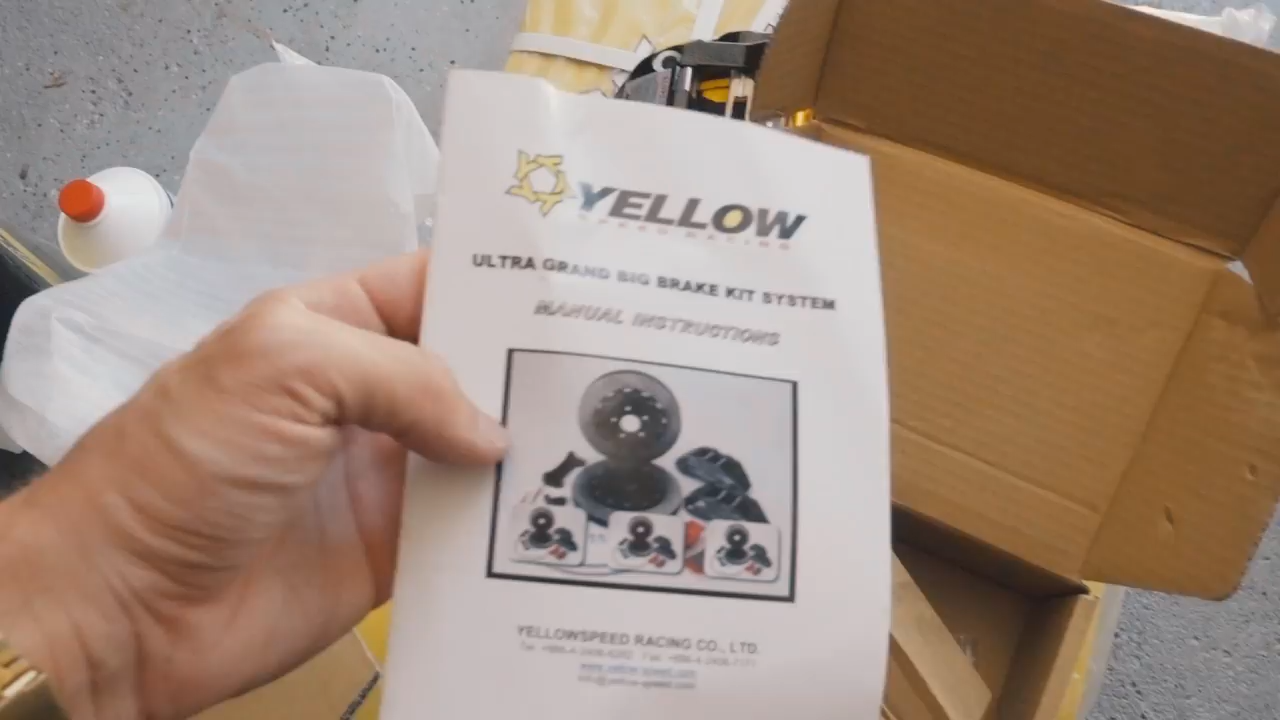 YELLOW
SPEED RACING
ULTRA GRAND BIG BRAKE KIT SYSTEM
MANUAL INSTRUCTIONS
YELLOWSPEED RACING CO., LTD.